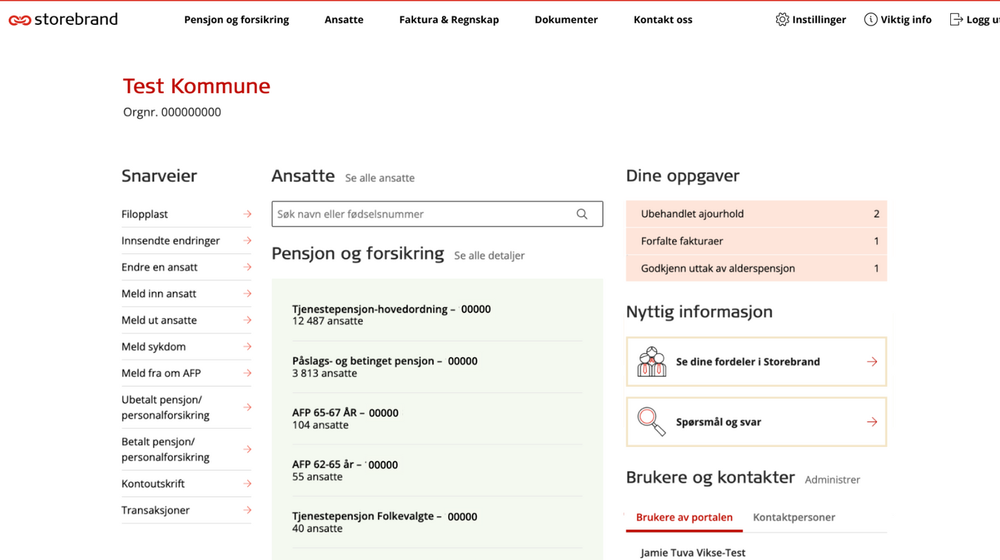 storebrand
Pensjon og forsikring
Ansatte
Faktura & Regnskap
Dokumenter
Kontakt oss
Instillinger
Viktig info
Logg ut
Test Kommune
Orgnr. 000000000
Snarveier
Filopplast
Innsendte endringer
Endre en ansatt
Meld inn ansatt
Meld ut ansatte
Meld sykdom
Meld fra om AFP
Ubetalt pensjon/
personalforsikring
Betalt pensjon/
personalforsikring
Kontoutskrift
Transaksjoner
Ansatte Se alle ansatte
Søk navn eller fødselsnummer
Pensjon og forsikring Se alle detaljer
Tjenestepensjon-hovedordning – 00000
12 487 ansatte
Påslags- og betinget pensjon – 00000
3 813 ansatte
AFP 65-67 ÅR – 00000
104 ansatte
AFP 62-65 år – 00000
55 ansatte
Tjenestepensjon Folkevalgte – 00000
40 ansatte
Dine oppgaver
Ubehandlet ajourhold 2
Forfalte fakturaer 1
Godkjenn uttak av alderspensjon 1
Nyttig informasjon
Se dine fordeler i Storebrand
Spørsmål og svar
Brukere og kontakter Administrer
Brukere av portalen Kontaktpersoner
Jamie Tuva Vikse-Test